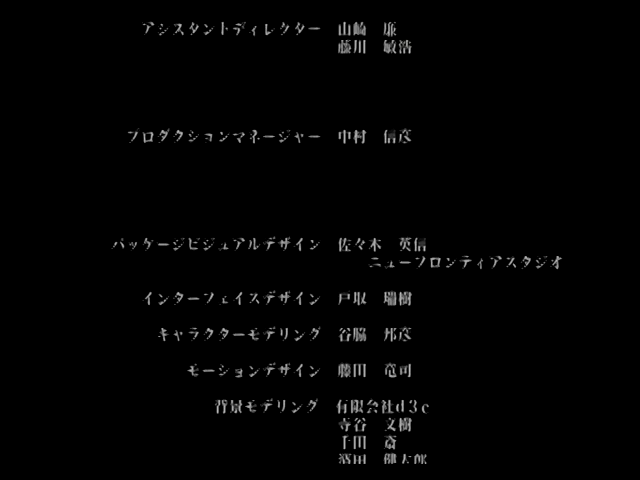 アシスタントディレクター 山崎 廉
藤川 敏浩
プロダクションマネージャー 中村 信彦
パッケージビジュアルデザイン 佐々木 英信
ニューフロンティアスタジオ
インターフェイスデザイン 戸取 瑞樹
キャラクターモデリング 谷脇 邦彦
モーションデザイン 藤田 竜司
背景モデリング 有限会社d3c
寺谷 文樹
斎
濱田 健太郎